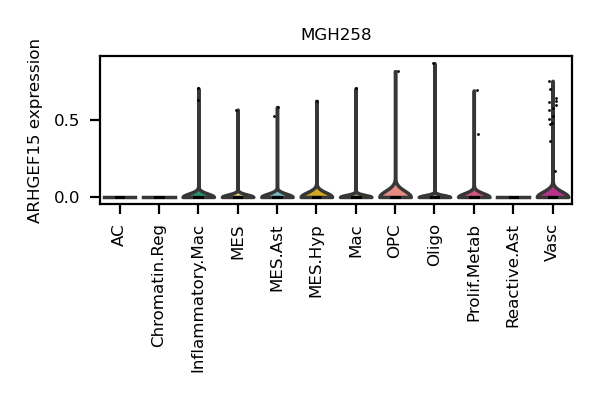 MGH258
ARHGEF15 expression
0.5
0.0
AC
Chromatin.Reg
Inflammatory.Mac
MES
MES.Ast
MES.Hyp
Mac
OPC
Oligo
Prolif.Metab
Reactive.Ast
Vasc